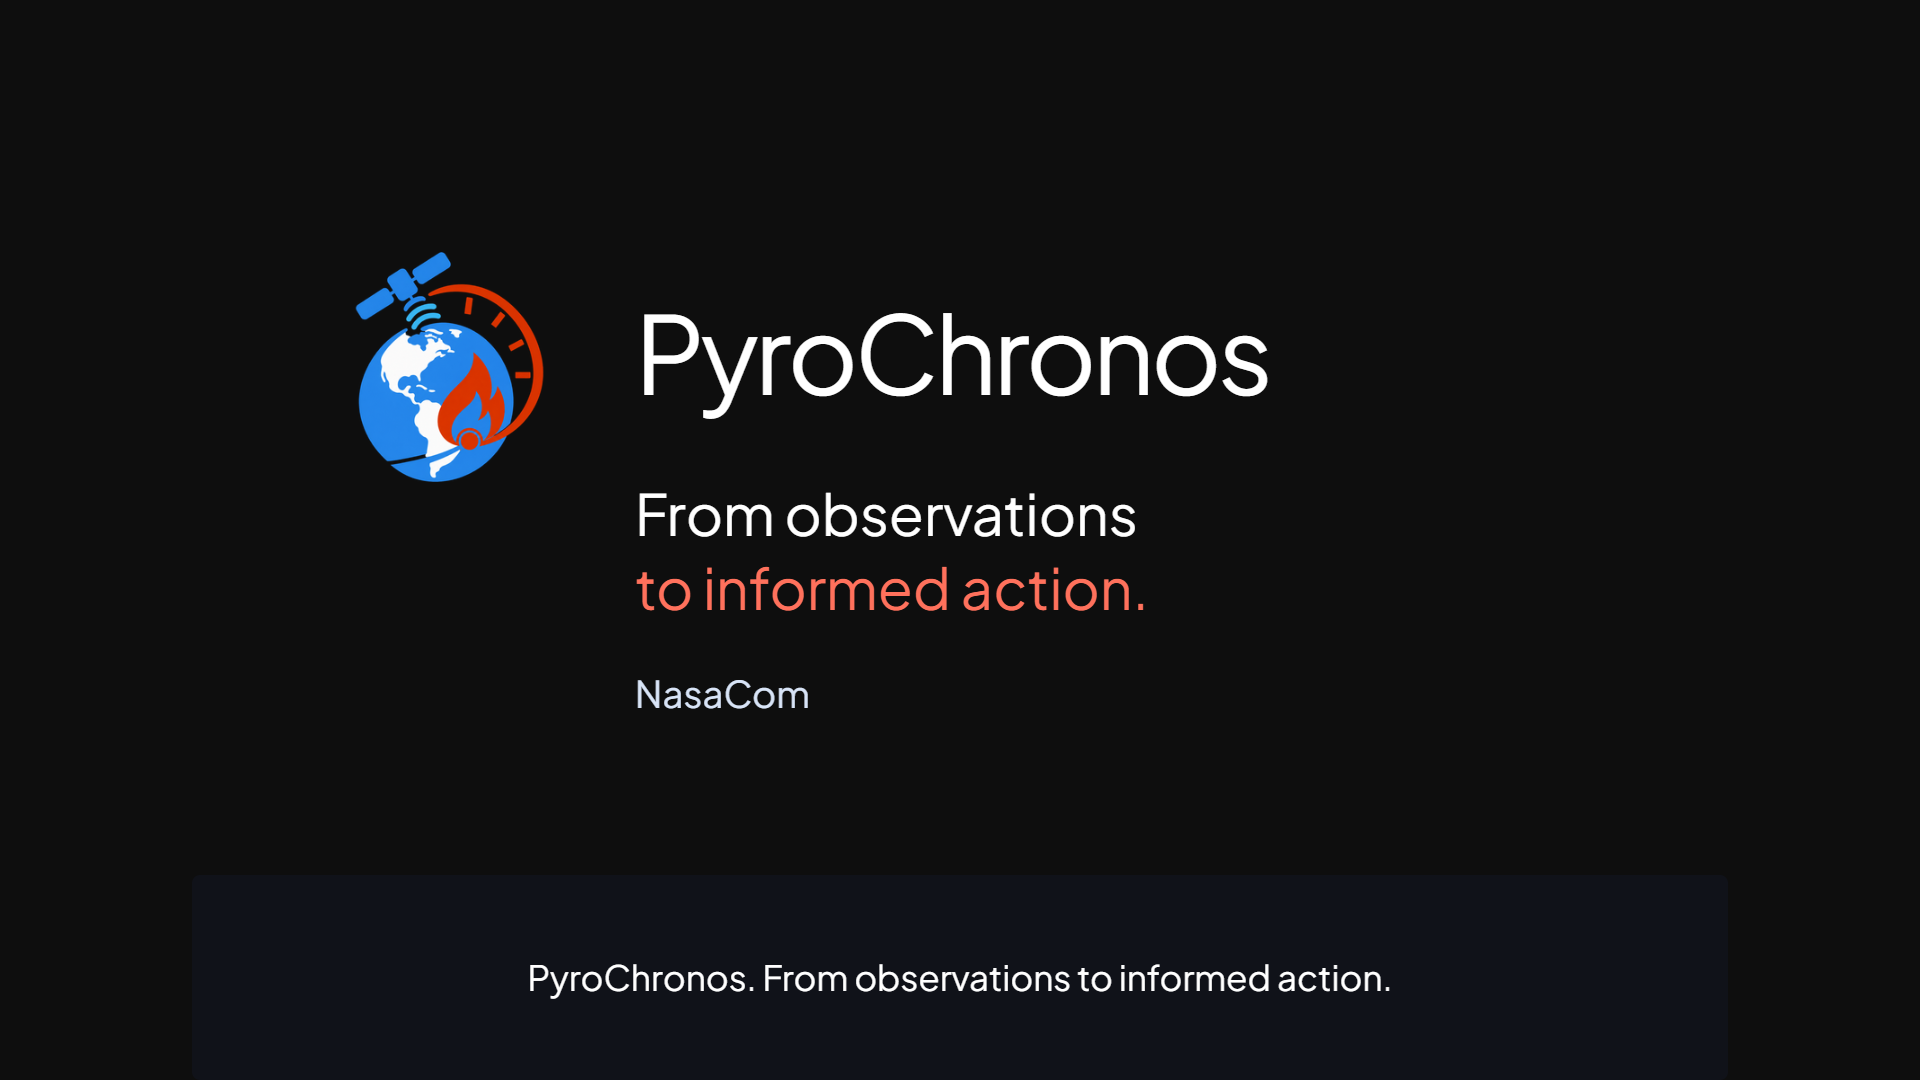 PyroChronos
From observations
to informed action.
NasaCom
PyroChronos. From observations to informed action.